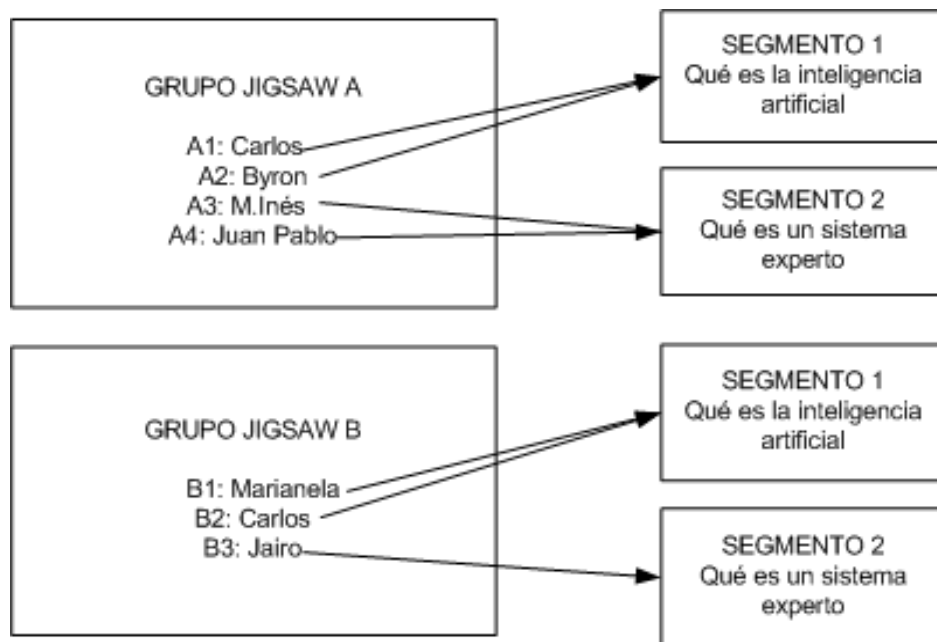 GRUPO JIGSAW A
A1: Carlos
A2: Byron
A3: M.Inés
A4: Juan Pablo
SEGMENTO 1
Qué es la inteligencia
artificial
SEGMENTO 2
Qué es un sistema
experto
GRUPO JIGSAW B
B1: Marianela
B2: Carlos
B3: Jairo
SEGMENTO 1
Qué es la inteligencia
artificial
SEGMENTO 2
Qué es un sistema
experto